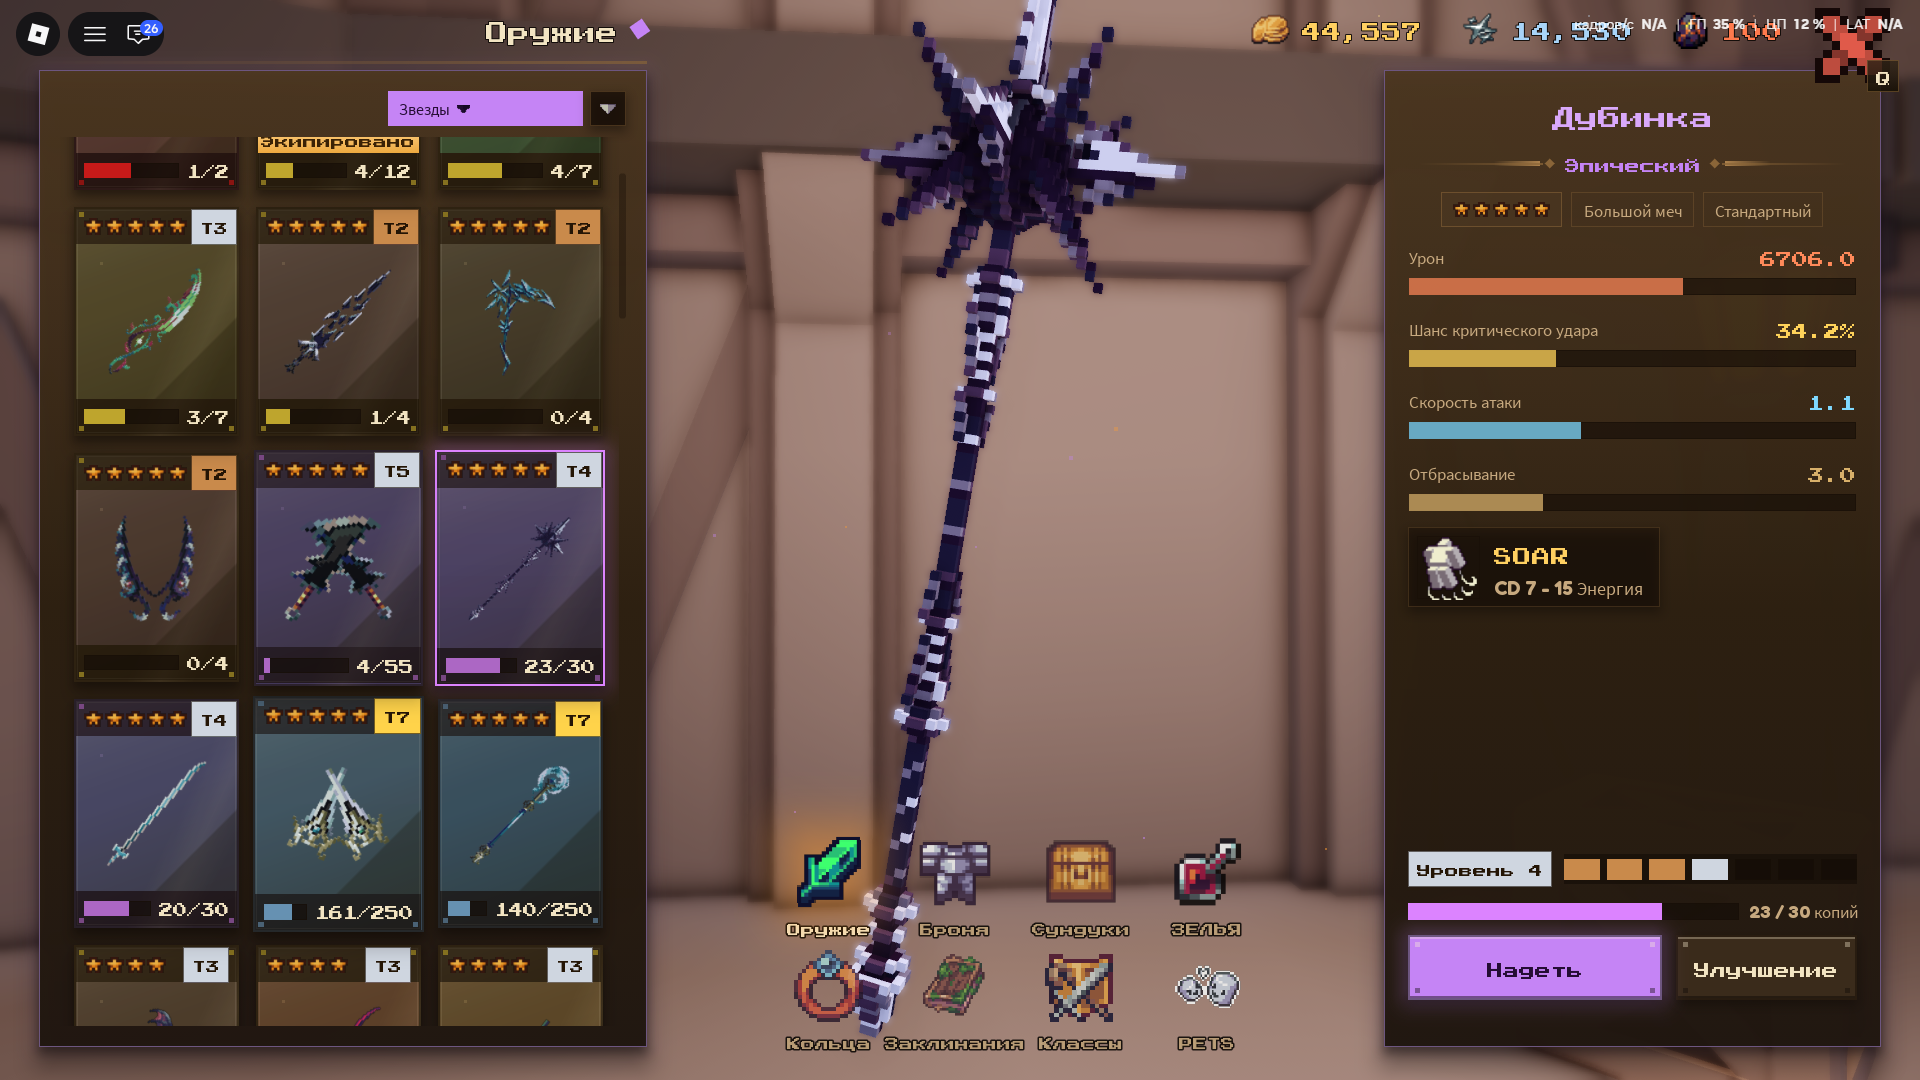 26
Оружие
44,557
14,530
100
N/A | ГП 35 % | ЦП 12 % | LAT N/A
Q
Звезды
1/2
Экипировано
4/12
4/7
T3
T2
T2
3/7
1/4
0/4
T2
T5
T4
0/4
4/55
23/30
T4
T7
T7
20/30
161/250
140/250
T3
T3
T3
Оружие
Броня
Сундуки
ЗЕЛЬЯ
Кольца
Заклинания
Классы
PETS
Дубинка
Эпический
Большой меч
Стандартный
Урон
6706.0
Шанс критического удара
34.2%
Скорость атаки
1.1
Отбрасывание
3.0
SOAR
CD 7 - 15 Энергия
Уровень 4
23 / 30 копий
Надеть
Улучшение